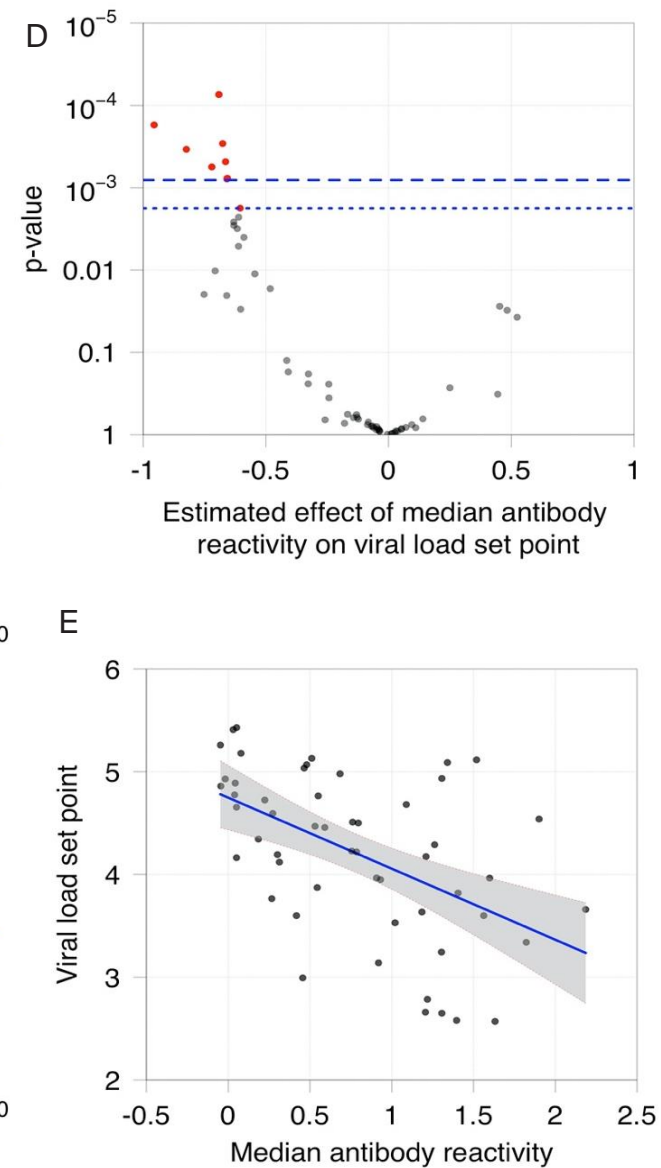 D
10-5
10-4
10-3
0.01
0.1
1
p-value
-1 -0.5 0 0.5 1
Estimated effect of median antibody
reactivity on viral load set point
0
E
6
5
4
3
2
Viral load set point
0
-0.5 0 0.5 1 1.5 2 2.5
Median antibody reactivity